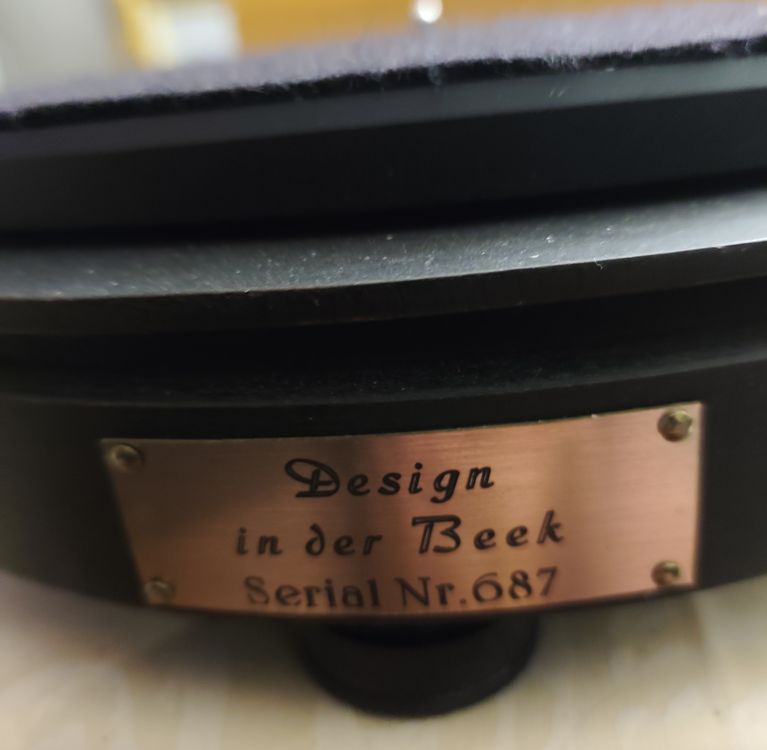 Design
in der Beek
Serial Nr.687